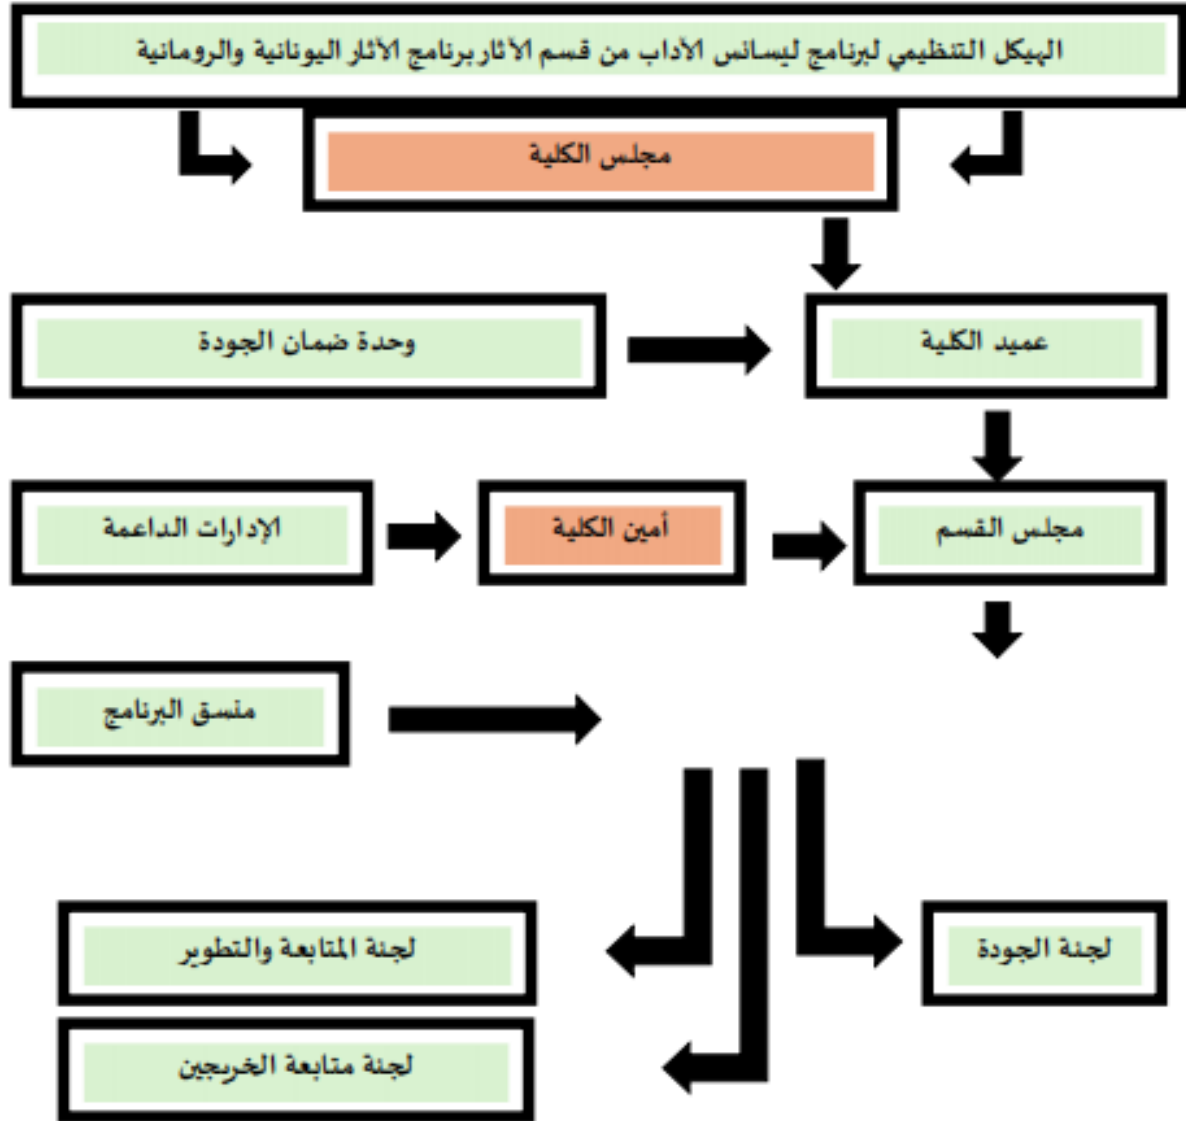 الهيكل التنظيمي لبرنامج ليسانس الآداب من قسم الآثار برنامج الآثار اليونانية والرومانية
مجلس الكلية
عميد الكلية
وحدة ضمان الجودة
مجلس القسم
أمين الكلية
الإدارات الداعمة
منسق البرنامج
لجنة الجودة
لجنة المتابعة والتطوير
لجنة متابعة الخريجين